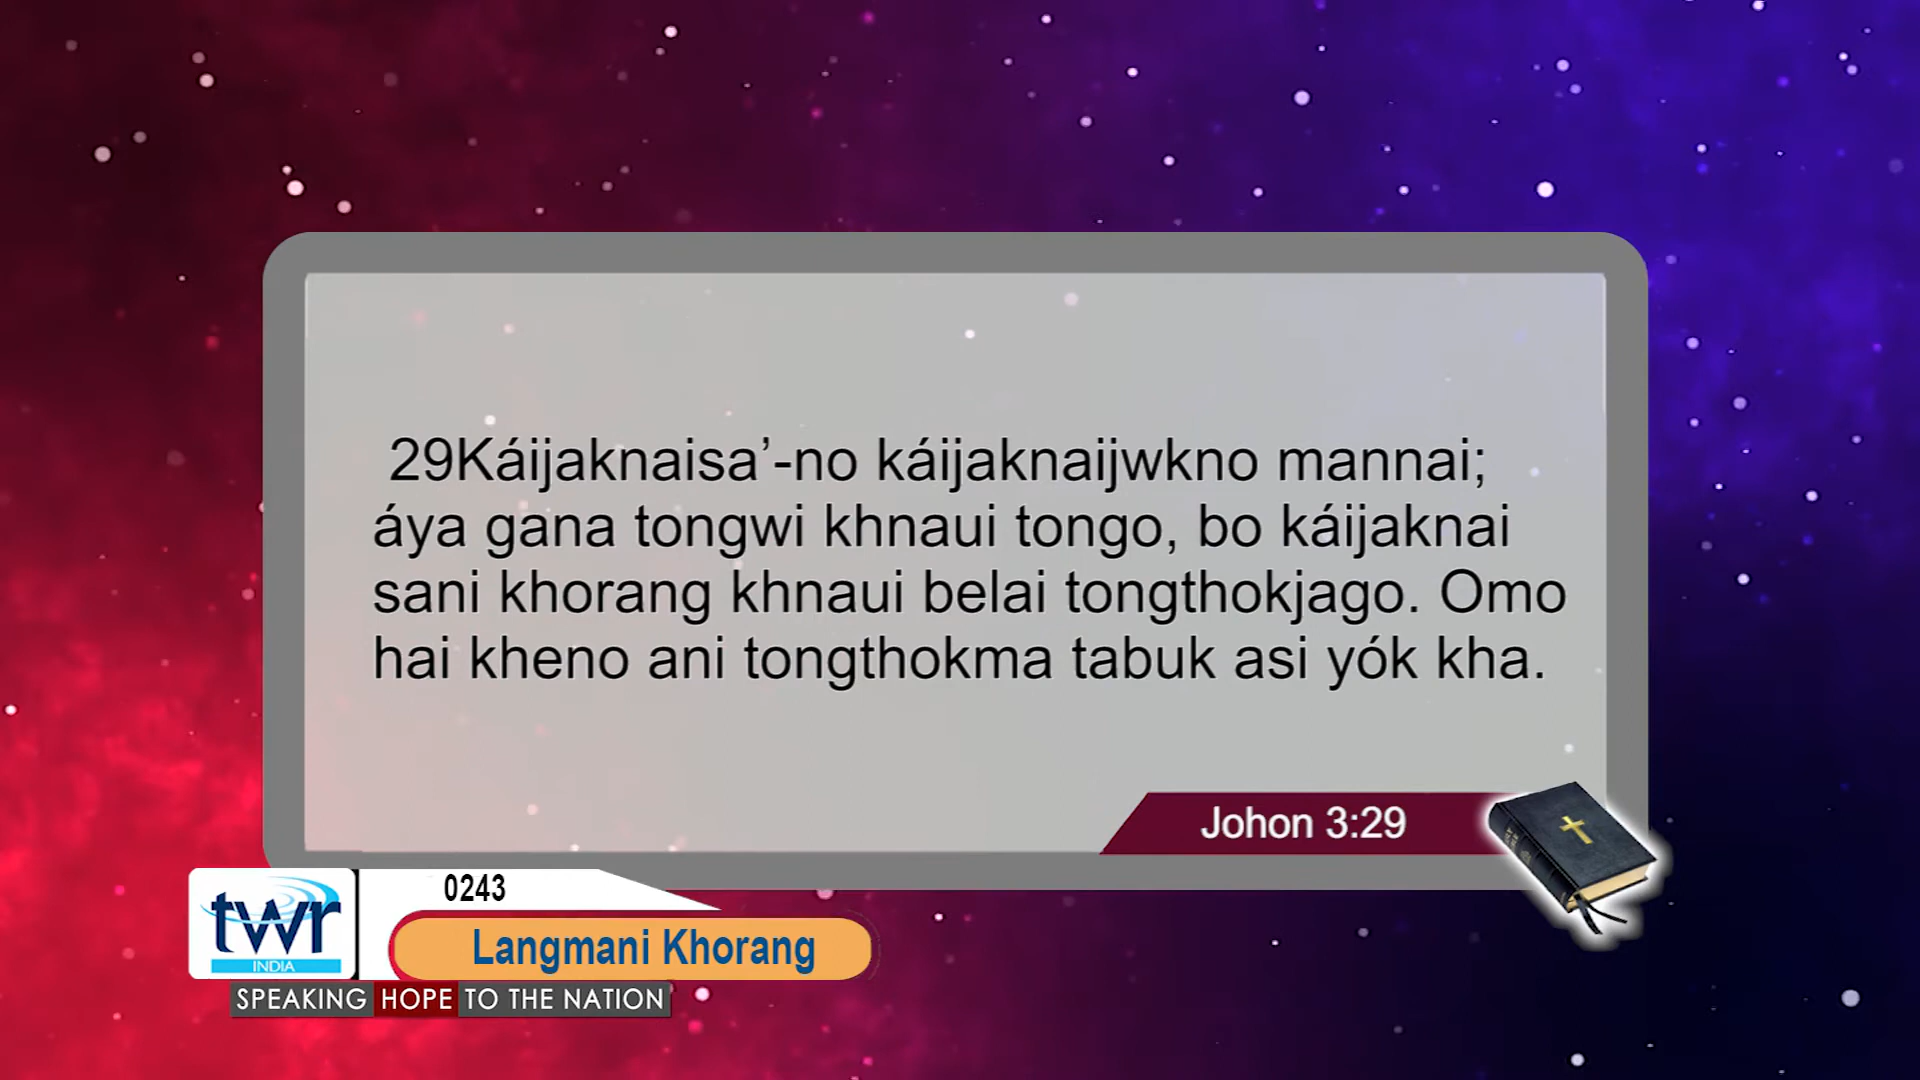 29Káijaknaisa’-no káijaknaijwkno mannai;
áya gana tongwi khnaui tongo, bo káijaknai
sani khorang khnaui belai tongthokjago. Omo
hai kheno ani tongthokma tabuk asi yók kha.
Johon 3:29
0243
twr
INDIA
Langmani Khorang
SPEAKING HOPE TO THE NATION